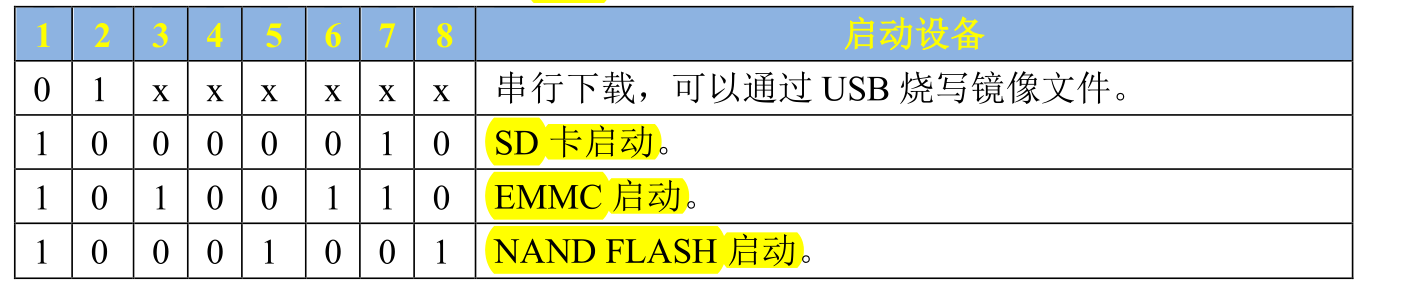 1 2 3 4 5 6 7 8 启动设备
0 1 x x x x x x 串行下载，可以通过 USB 烧写镜像文件。
1 0 0 0 0 0 1 0 SD 卡启动。
1 0 1 0 0 1 1 0 EMMC 启动。
1 0 0 0 1 0 0 1 NAND FLASH 启动。